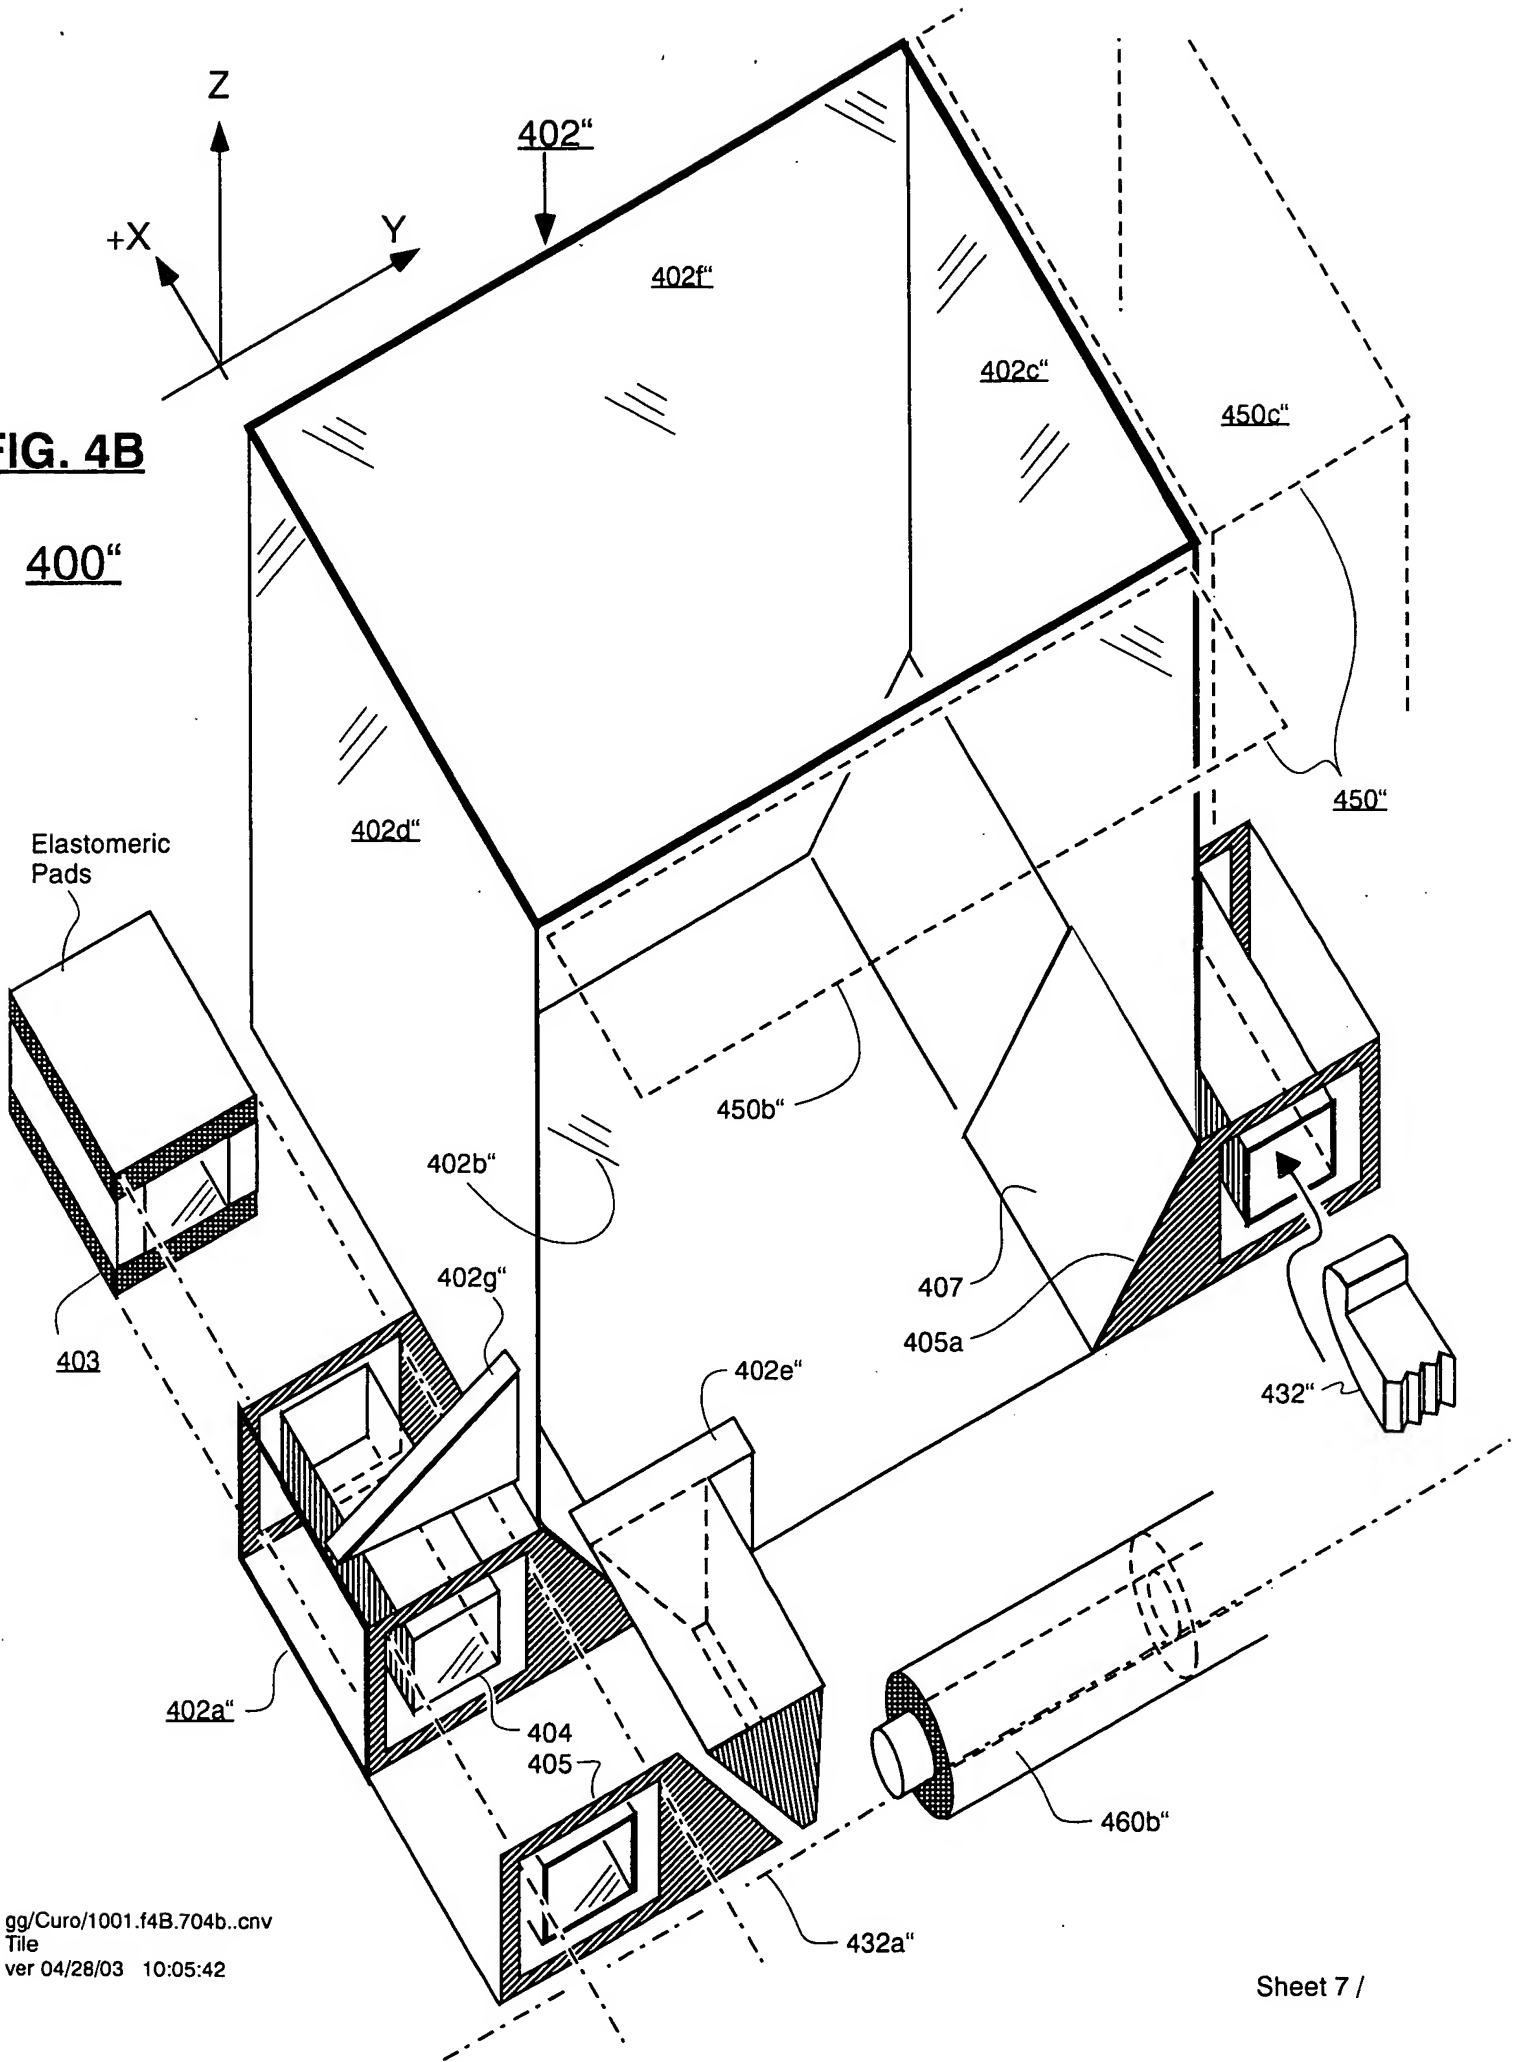 Z
402“
+X
Y
402f“
402c“
450c“
FIG. 4B
400“
450“
402d“
Elastomeric
Pads
450b“
402b“
402g“
407
405a
403
402e“
432“
402a“
404
405
460b“
432a“
gg/Curo/1001.f4B.704b..cnv
Tile
ver 04/28/03 10:05:42
Sheet 7 /